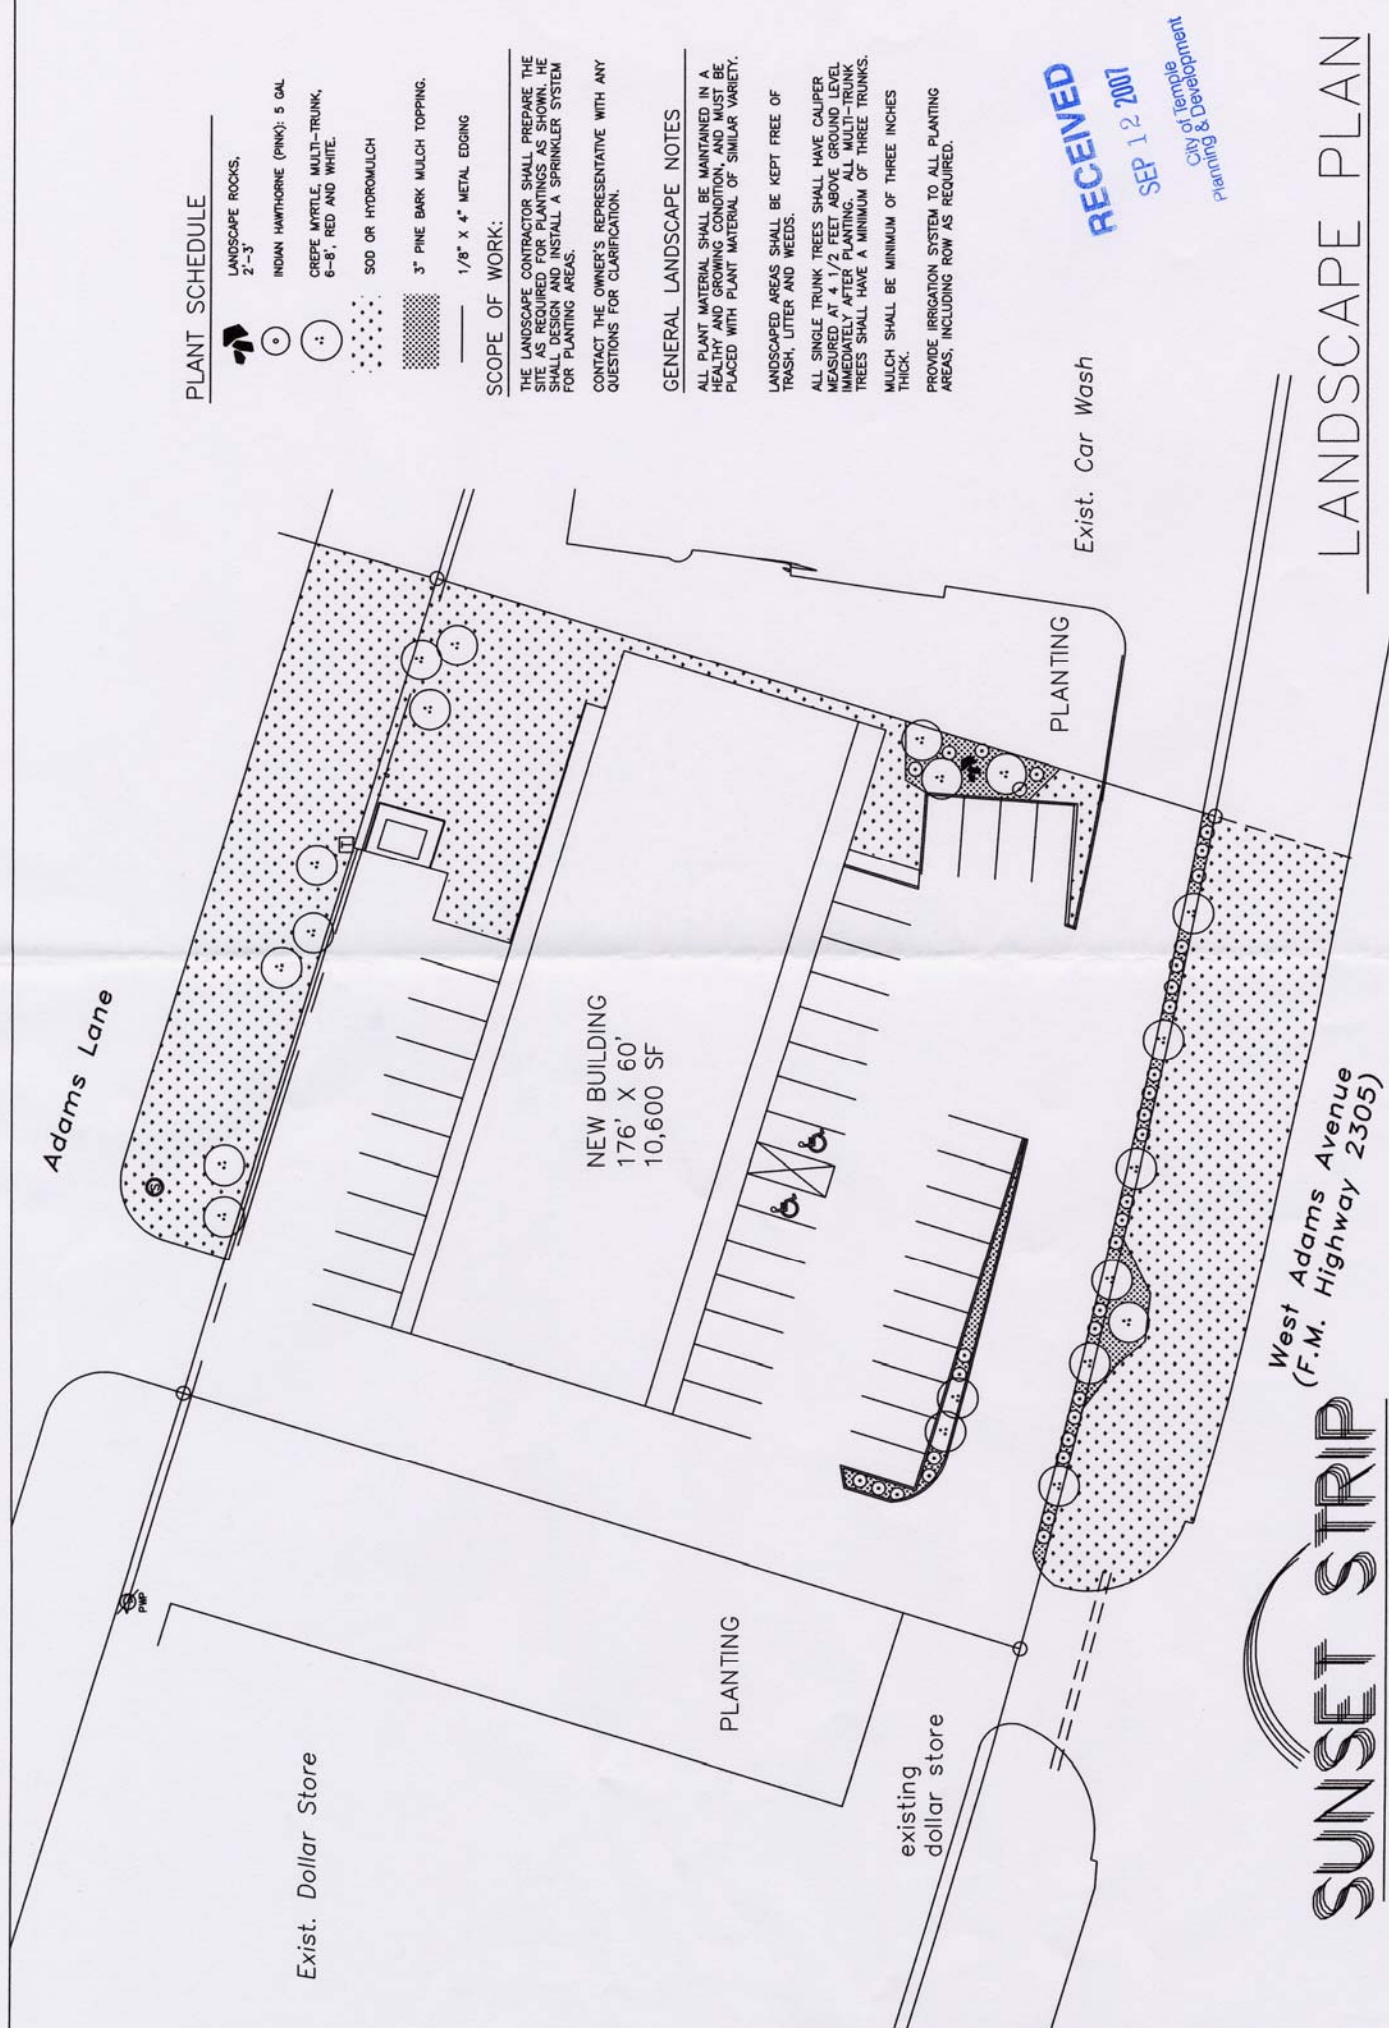 PLANT SCHEDULE
LANDSCAPE ROCKS,
2'-3'
INDIAN HAWTHORNE (PINK): 5 GAL
CREPE MYRTLE, MULTI-TRUNK,
6-8', RED AND WHITE.
SOD OR HYDROMULCH
3" PINE BARK MULCH TOPPING.
1/8" X 4" METAL EDGING
SCOPE OF WORK:
THE LANDSCAPE CONTRACTOR SHALL PREPARE THE
SITE AS REQUIRED FOR PLANTINGS AS SHOWN. HE
SHALL DESIGN AND INSTALL A SPRINKLER SYSTEM
FOR PLANTING AREAS.
CONTACT THE OWNER'S REPRESENTATIVE WITH ANY
QUESTIONS FOR CLARIFICATION.
GENERAL LANDSCAPE NOTES
ALL PLANT MATERIAL SHALL BE MAINTAINED IN A
HEALTHY AND GROWING CONDITION, AND MUST BE
PLACED WITH PLANT MATERIAL OF SIMILAR VARIETY.
LANDSCAPED AREAS SHALL BE KEPT FREE OF
TRASH, LITTER AND WEEDS.
ALL SINGLE TRUNK TREES SHALL HAVE CALIPER
MEASURED AT 4 1/2 FEET ABOVE GROUND LEVEL
IMMEDIATELY AFTER PLANTING. ALL MULTI-TRUNK
TREES SHALL HAVE A MINIMUM OF THREE TRUNKS.
MULCH SHALL BE MINIMUM OF THREE INCHES
THICK.
PROVIDE IRRIGATION SYSTEM TO ALL PLANTING
AREAS, INCLUDING ROW AS REQUIRED.
RECEIVED
SEP 12 2007
City of Temple
Planning & Development
Adams Lane
S
T
PWP
NEW BUILDING
176' X 60'
10,600 SF
Exist. Car Wash
PLANTING
Exist. Dollar Store
PLANTING
existing
dollar store
West Adams Avenue
(F.M. Highway 2305)
SUNSET STRIP
LANDSCAPE PLAN